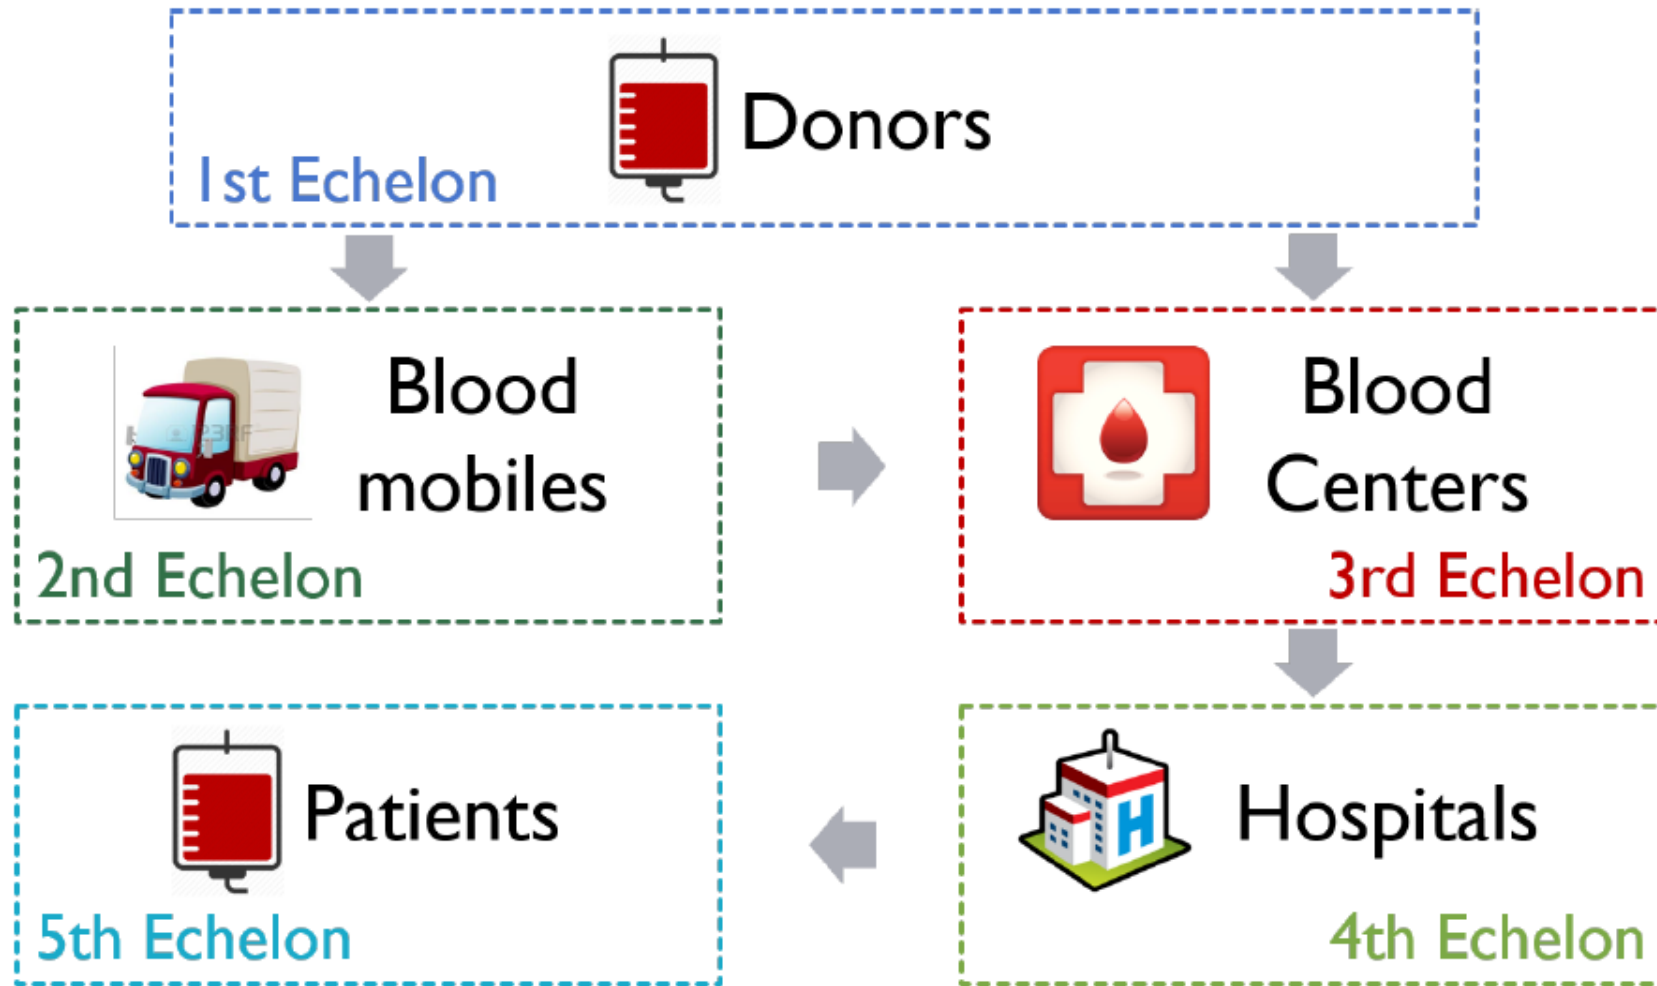 Donors
1st Echelon
Blood
mobiles
2nd Echelon
Blood
Centers
3rd Echelon
Patients
5th Echelon
H
Hospitals
4th Echelon